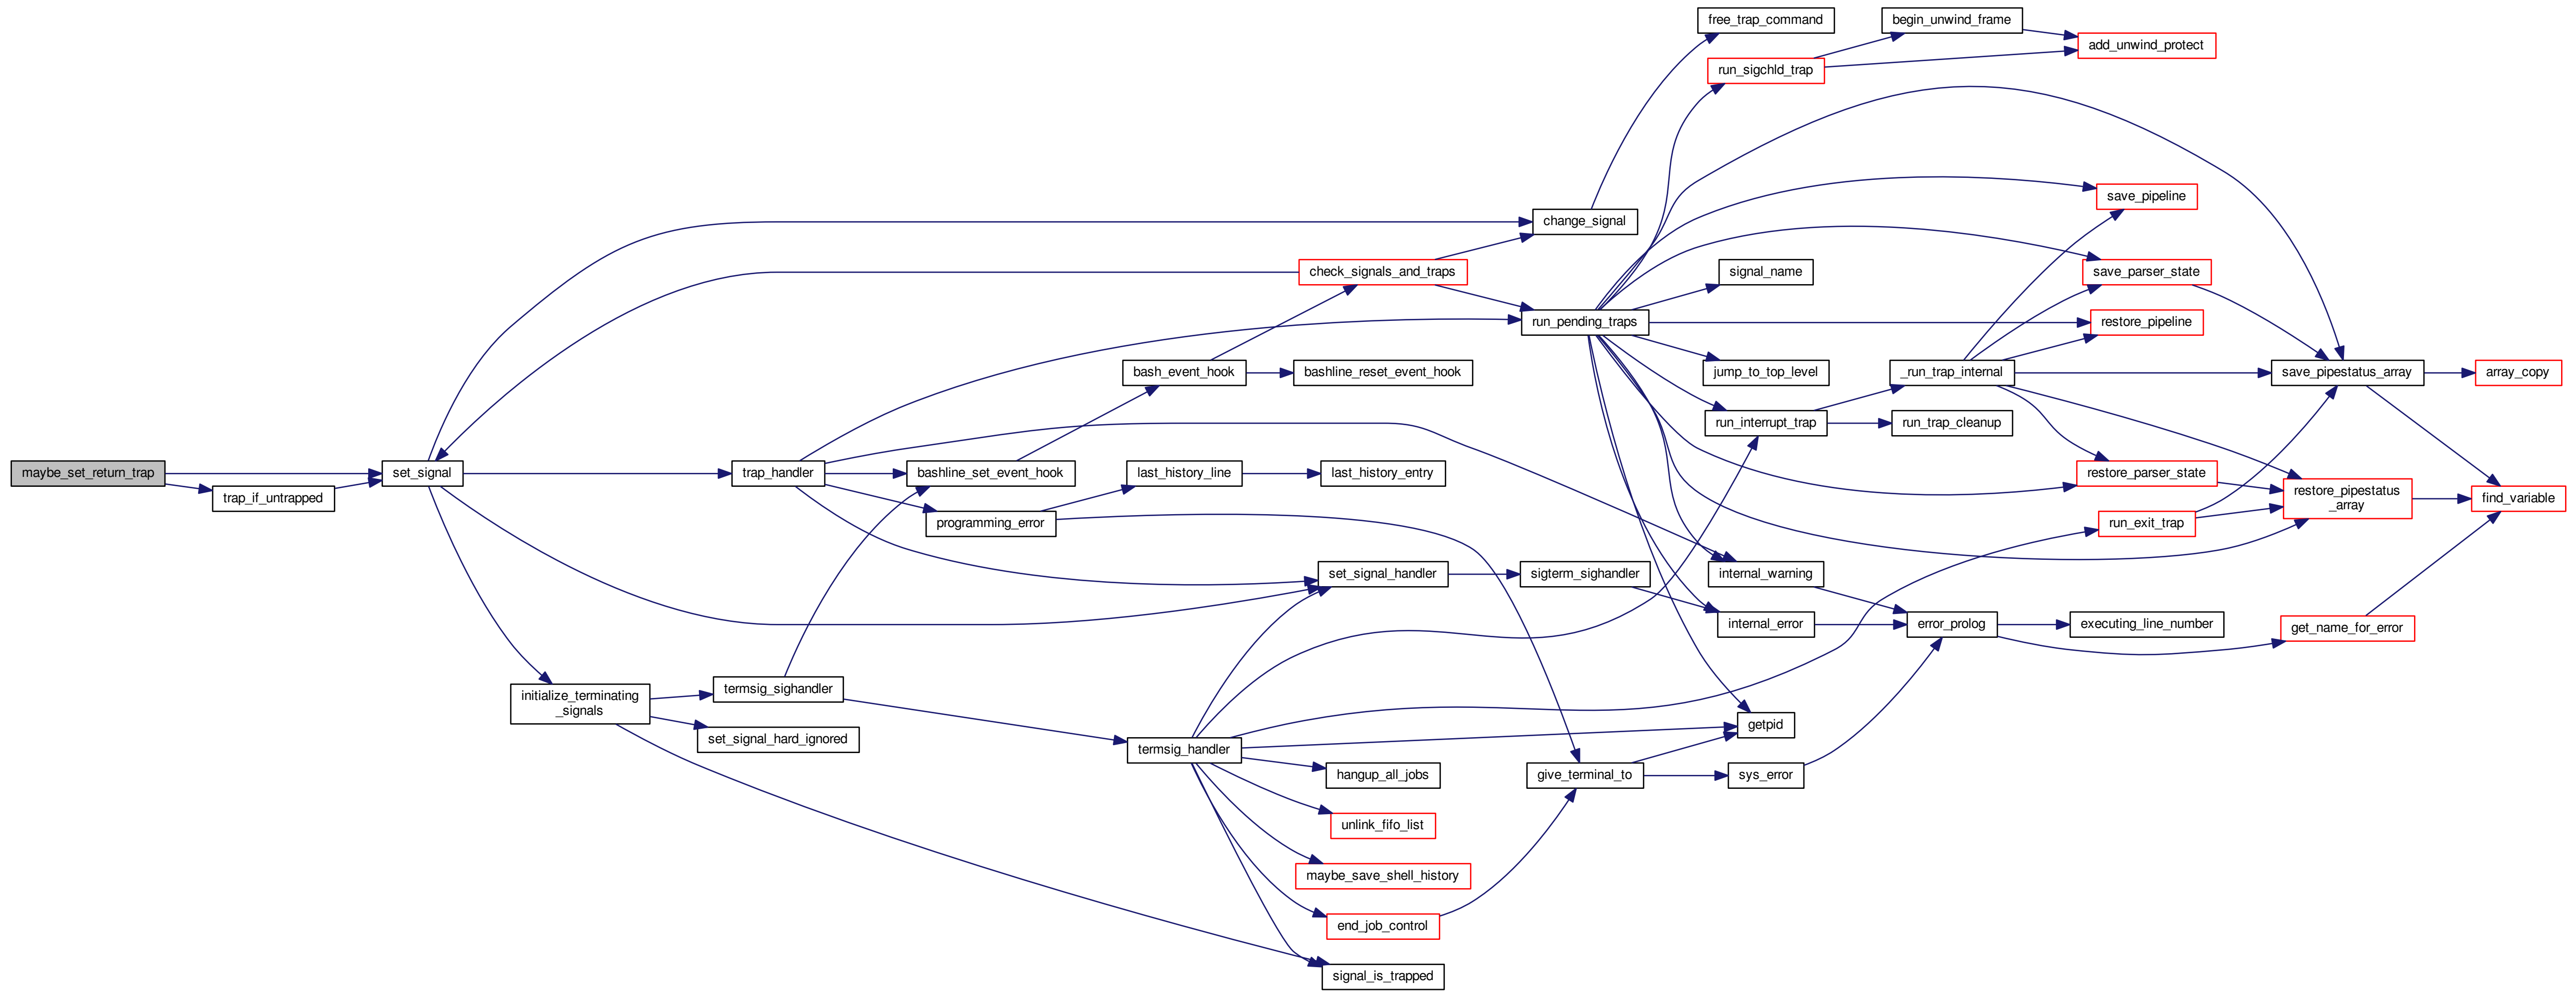 free_trap_command
begin_unwind_frame
add_unwind_protect
run_sigchld_trap
save_pipeline
change_signal
check_signals_and_traps
signal_name
save_parser_state
run_pending_traps
restore_pipeline
bash_event_hook
bashline_reset_event_hook
jump_to_top_level
_run_trap_internal
save_pipestatus_array
array_copy
run_interrupt_trap
run_trap_cleanup
maybe_set_return_trap
set_signal
trap_handler
bashline_set_event_hook
last_history_line
last_history_entry
restore_parser_state
trap_if_untrapped
restore_pipestatus
_array
find_variable
programming_error
run_exit_trap
set_signal_handler
sigterm_sighandler
internal_warning
internal_error
error_prolog
executing_line_number
get_name_for_error
initialize_terminating
_signals
termsig_sighandler
set_signal_hard_ignored
getpid
termsig_handler
hangup_all_jobs
give_terminal_to
sys_error
unlink_fifo_list
maybe_save_shell_history
end_job_control
signal_is_trapped